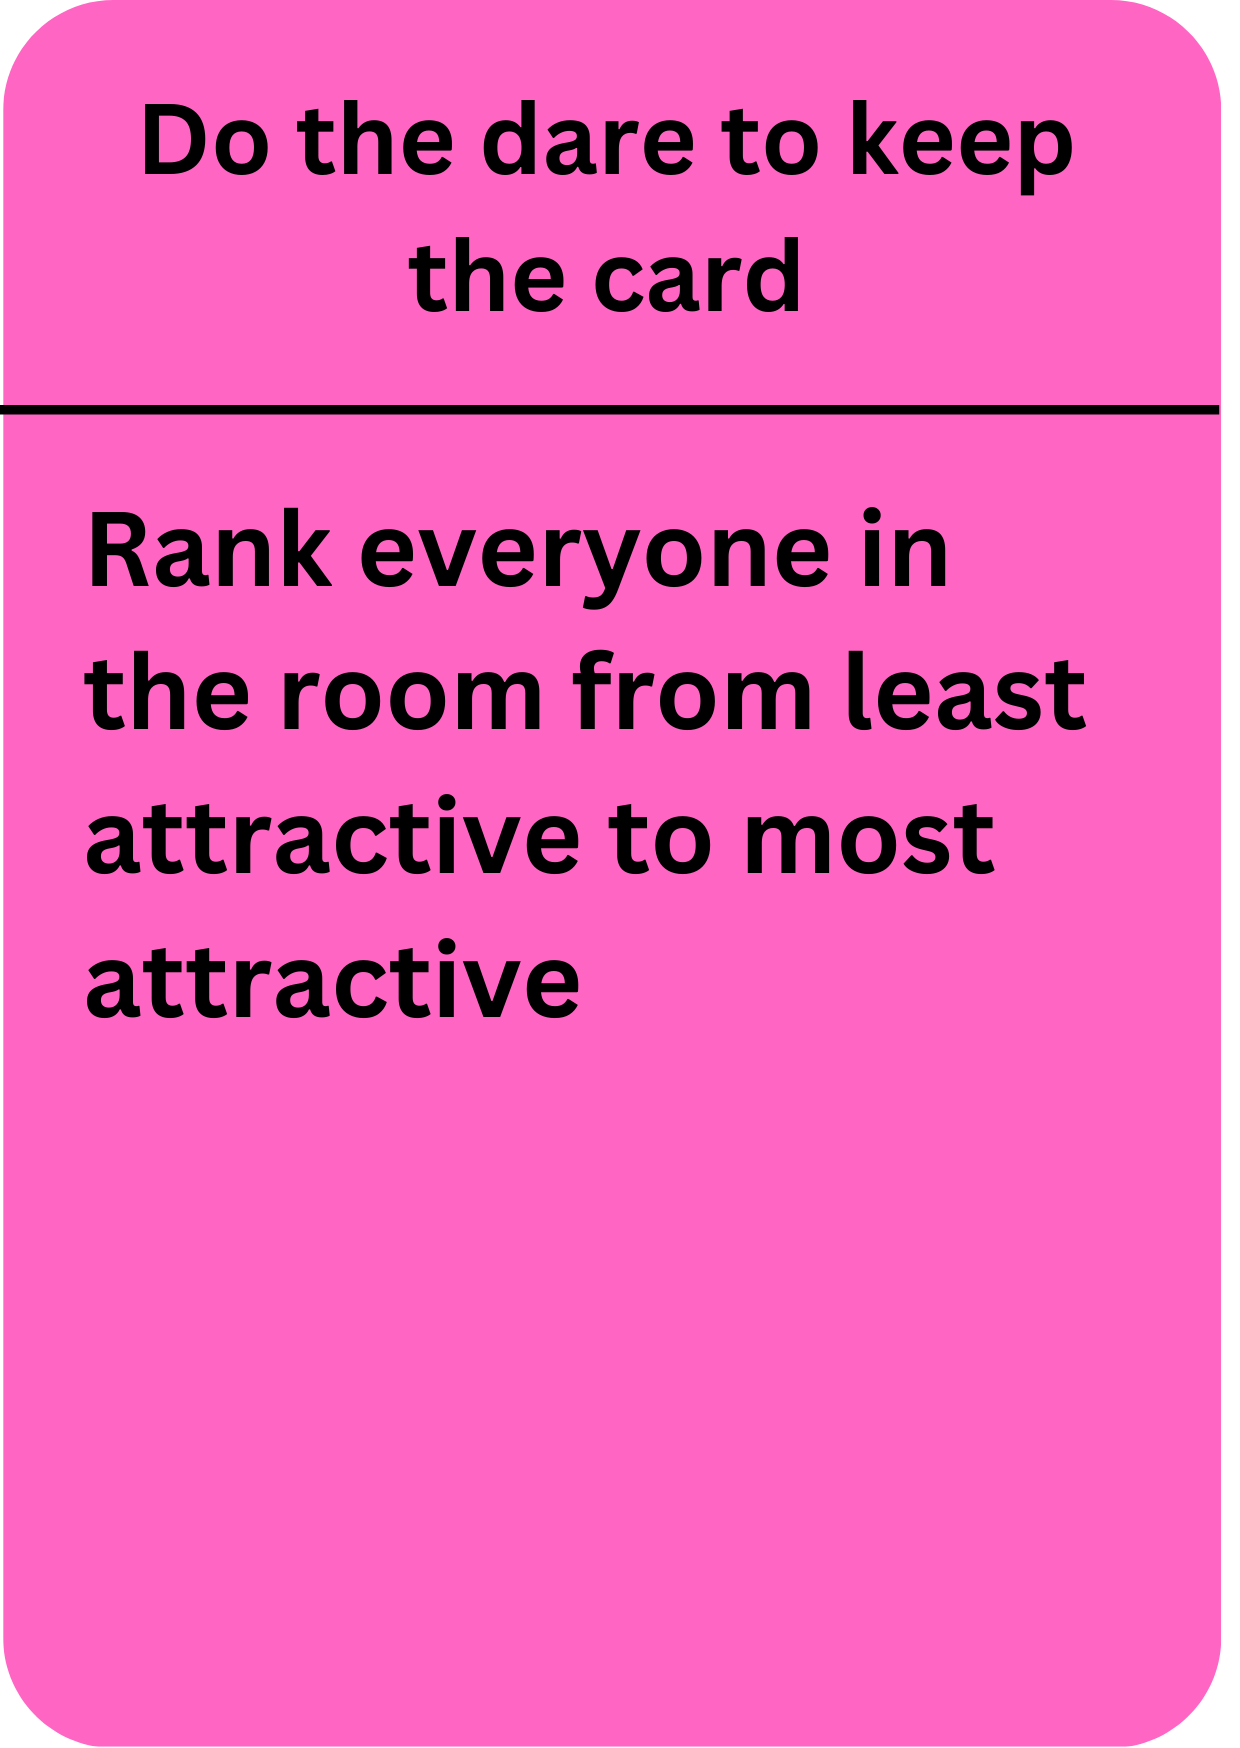 Do the dare to keep
the card
Rank everyone in
the room from least
attractive to most
attractive